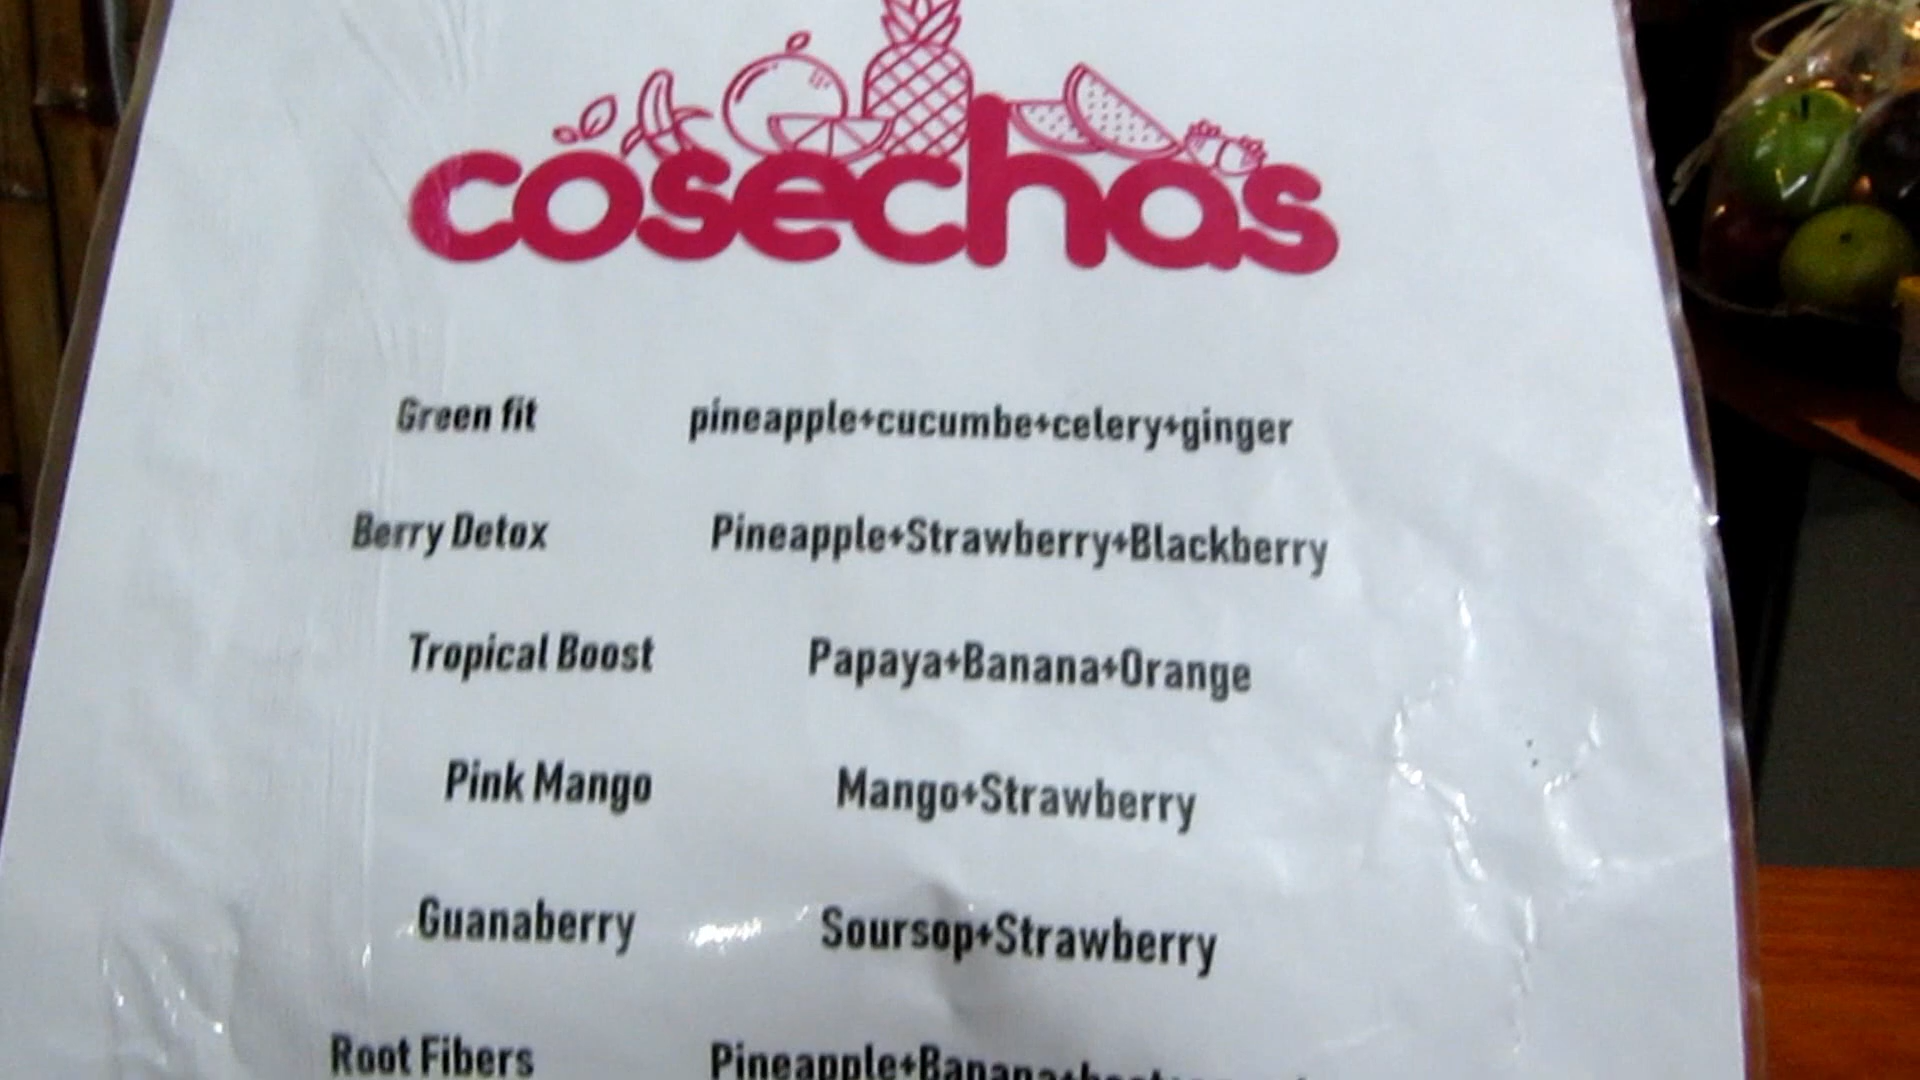 cosechas
Green fit pineapple+cucumbe+celery+ginger
Berry Detox Pineapple+Strawberry+Blackberry
Tropical Boost Papaya+Banana+Orange
Pink Mango Mango+Strawberry
Guanaberry Soursop+Strawberry
Root Fibers Pineapple+Banana+